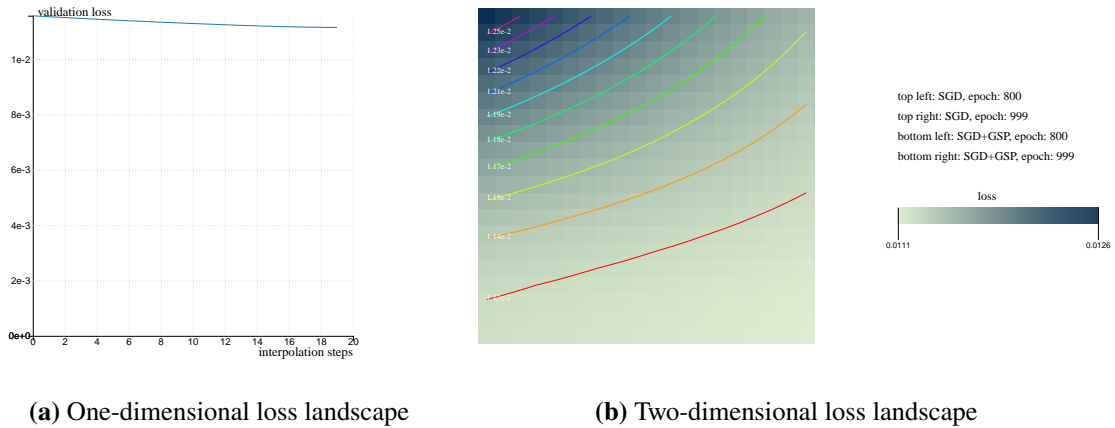 validation loss
1e-2
8e-3
6e-3
4e-3
2e-3
0e+0
0 2 4 6 8 10 12 14 16 18 20
interpolation steps
1.25e-2
1.23e-2
1.22e-2
1.21e-2
1.19e-2
1.18e-2
1.17e-2
1.15e-2
1.14e-2
1.13e-2
top left: SGD, epoch: 800
top right: SGD, epoch: 999
bottom left: SGD+GSP, epoch: 800
bottom right: SGD+GSP, epoch: 999
loss
0.0111 0.0126
(a) One-dimensional loss landscape
(b) Two-dimensional loss landscape